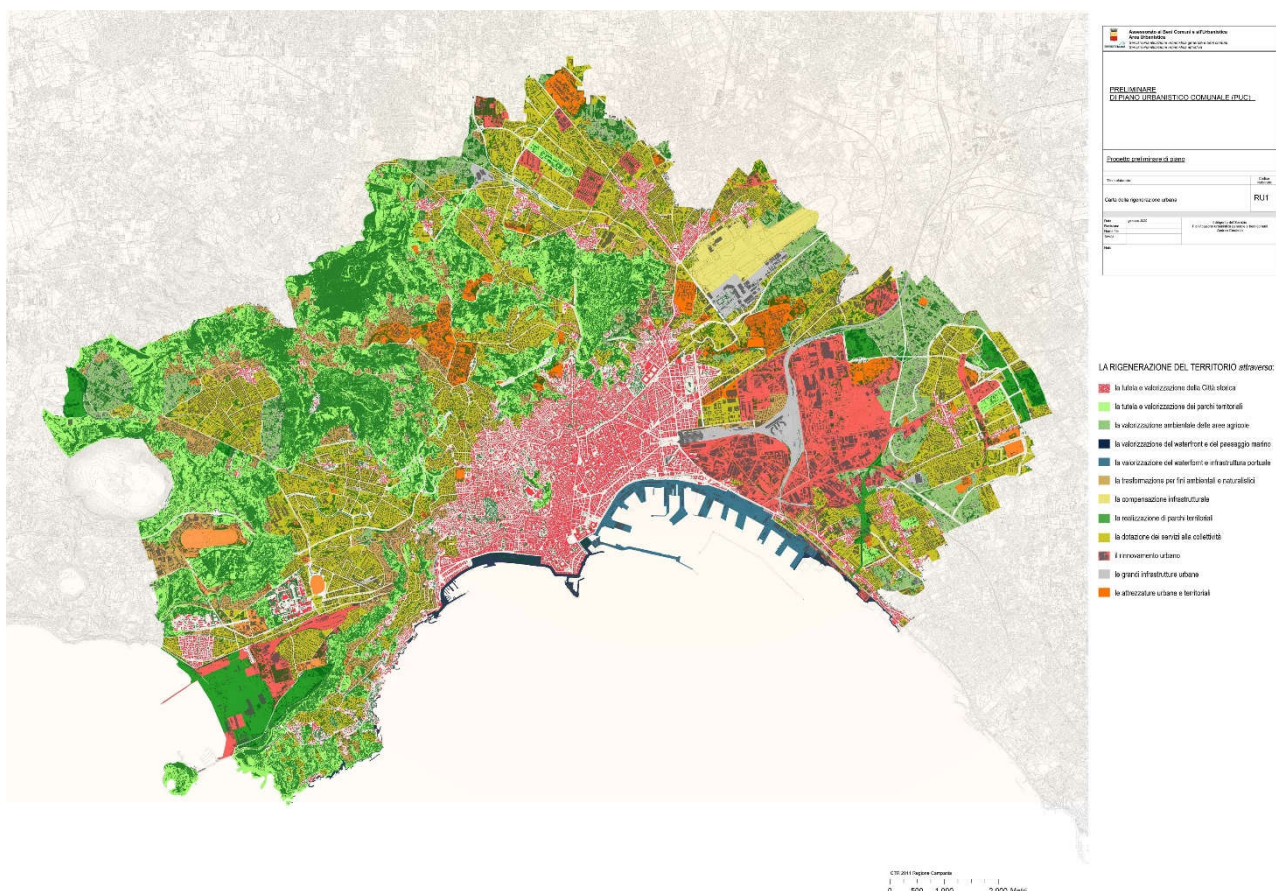 Assessorato ai Beni Comuni e all'Urbanistica
Area Urbanistica
PRELIMINARE
DI PIANO URBANISTICO COMUNALE (PUC)
Progetto preliminare di piano
Carta della rigenerazione urbana
RU1
LA RIGENERAZIONE DEL TERRITORIO attraverso:
la tutela e valorizzazione della Città storica
la tutela e valorizzazione dei parchi territoriali
la valorizzazione ambientale delle aree agricole
la valorizzazione del waterfront e del paesaggio marino
la valorizzazione del waterfornt e infrastruttura portuale
la trasformazione per fini ambientali e naturalistici
la compensazione infrastrutturale
la realizzazione di parchi territoriali
la dotazione dei servizi alle collettività
il rinnovamento urbano
le grandi infrastrutture urbane
le attrezzature urbane e territoriali
CTR 2011 Regione Campania
0 500 1.000 2.000 Metri